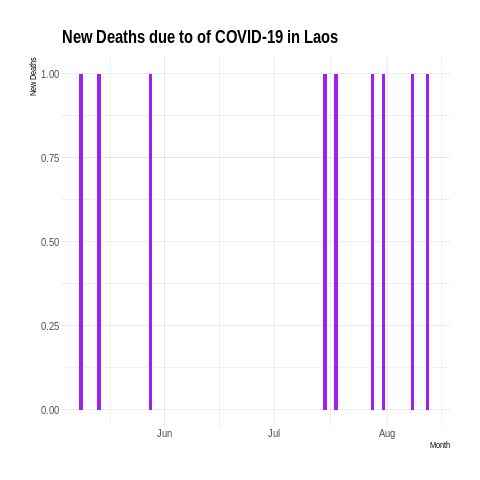 New Deaths due to of COVID-19 in Laos
New Deaths
1.00
0.75
0.50
0.25
0.00
Jun Jul Aug
Month